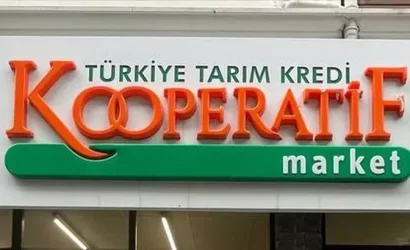 TÜRKİYE TARIM KREDİ
KOOPERATİF
market